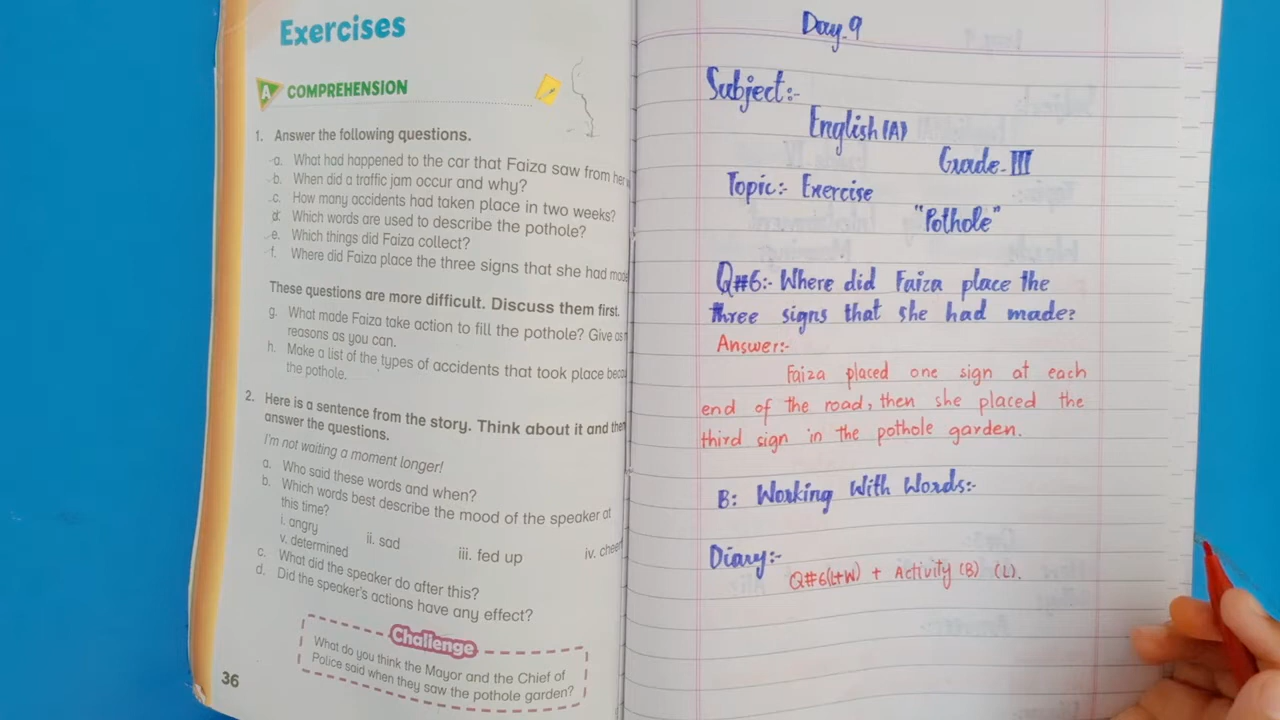 Exercises
A COMPREHENSION
1. Answer the following questions.
a. What had happened to the car that Faiza saw from her
b. When did a traffic jam occur and why?
c. How many accidents had taken place in two weeks?
d. Which words are used to describe the pothole?
e. Which things did Faiza collect?
f. Where did Faiza place the three signs that she had made
These questions are more difficult. Discuss them first.
g. What made Faiza take action to fill the pothole? Give as
reasons as you can.
h. Make a list of the types of accidents that took place
the pothole.
2. Here is a sentence from the story. Think about it and then
answer the questions.
I'm not waiting a moment longer!
a. Who said these words and when?
b. Which words best describe the mood of the speaker at
this time?
i. angry ii. sad iii. fed up iv.
v. determined
c. What did the speaker do after this?
d. Did the speaker's actions have any effect?
Challenge
What do you think the Mayor and the Chief of
Police said when they saw the pothole garden?
36
Day.9
Subject:-
English (A)
Grade-III
Topic:- Exercise
"Pothole"
Q#6:- Where did Faiza place the
three signs that she had made?
Answer:-
Faiza placed one sign at each
end of the road, then she placed the
third sign in the pothole garden.
B: Working With Words:-
Diary:-
Q#6(L+W) + Activity (B) (L).